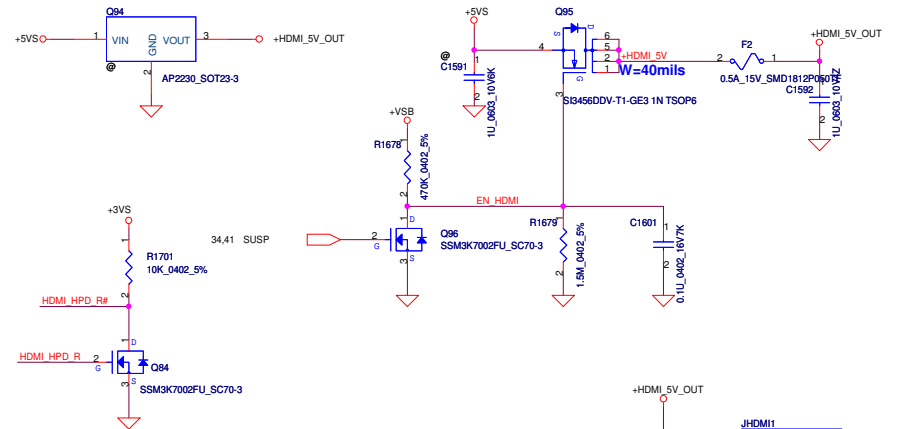 Q94
+5VS
1
VIN
GND
VOUT
3
+HDMI_5V_OUT
@
2
AP2230_SOT23-3
+5VS
Q95
D
S
4
6
5
2
1
+HDMI_5V
W=40mils
G
3
SI3456DDV-T1-GE3 1N TSOP6
@
C1591
1
2
1U_0603_10V6K
F2
2
1
0.5A_15V_SMD1812P050TF
+HDMI_5V_OUT
C1592
2
1U_0603_10V4Z
+VSB
R1678
1
2
470K_0402_5%
EN_HDMI
34,41 SUSP
2
G
1
D
Q96
SSM3K7002FU_SC70-3
3
S
R1679
2
1.5M_0402_5%
C1601
1
2
0.1U_0402_16V7K
+3VS
1
R1701
10K_0402_5%
2
HDMI_HPD_R#
HDMI_HPD_R
2
G
1
D
Q84
3
S
SSM3K7002FU_SC70-3
+HDMI_5V_OUT
JHDMI1